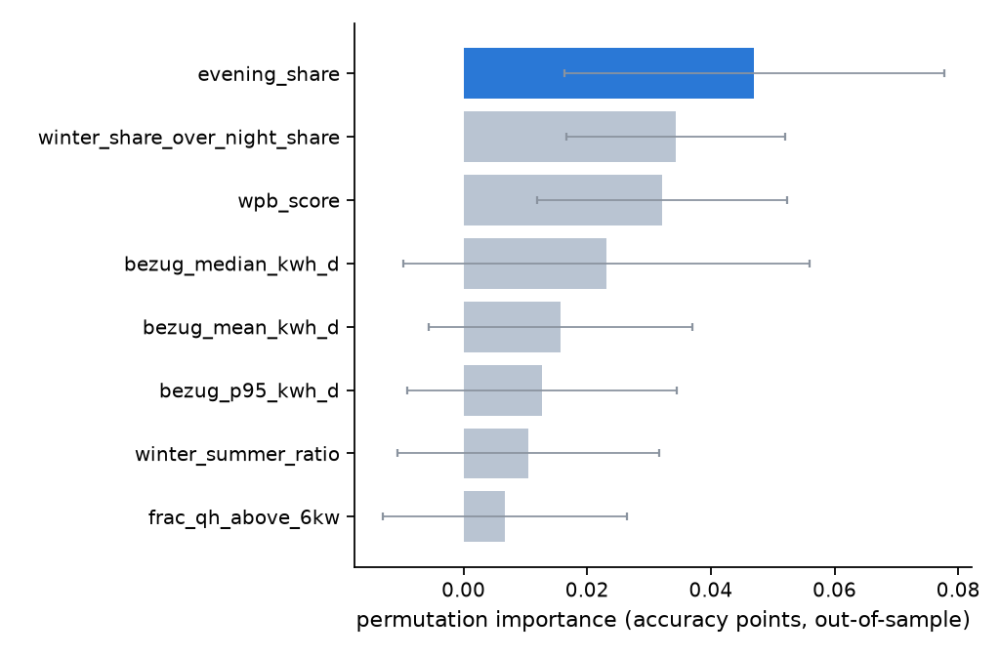 evening_share
winter_share_over_night_share
wpb_score
bezug_median_kwh_d
bezug_mean_kwh_d
bezug_p95_kwh_d
winter_summer_ratio
frac_qh_above_6kw
0.00 0.02 0.04 0.06 0.08
permutation importance (accuracy points, out-of-sample)